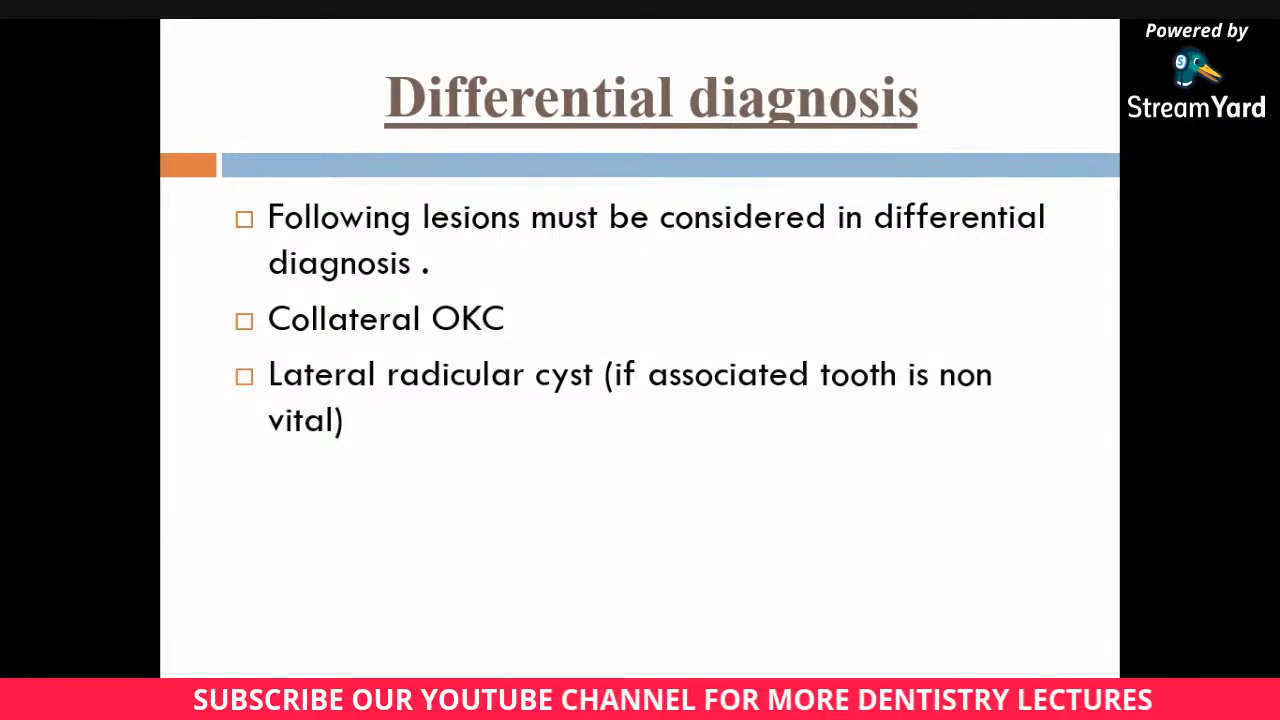 Powered by
StreamYard
Differential diagnosis
Following lesions must be considered in differential
diagnosis .
Collateral OKC
Lateral radicular cyst (if associated tooth is non
vital)
SUBSCRIBE OUR YOUTUBE CHANNEL FOR MORE DENTISTRY LECTURES